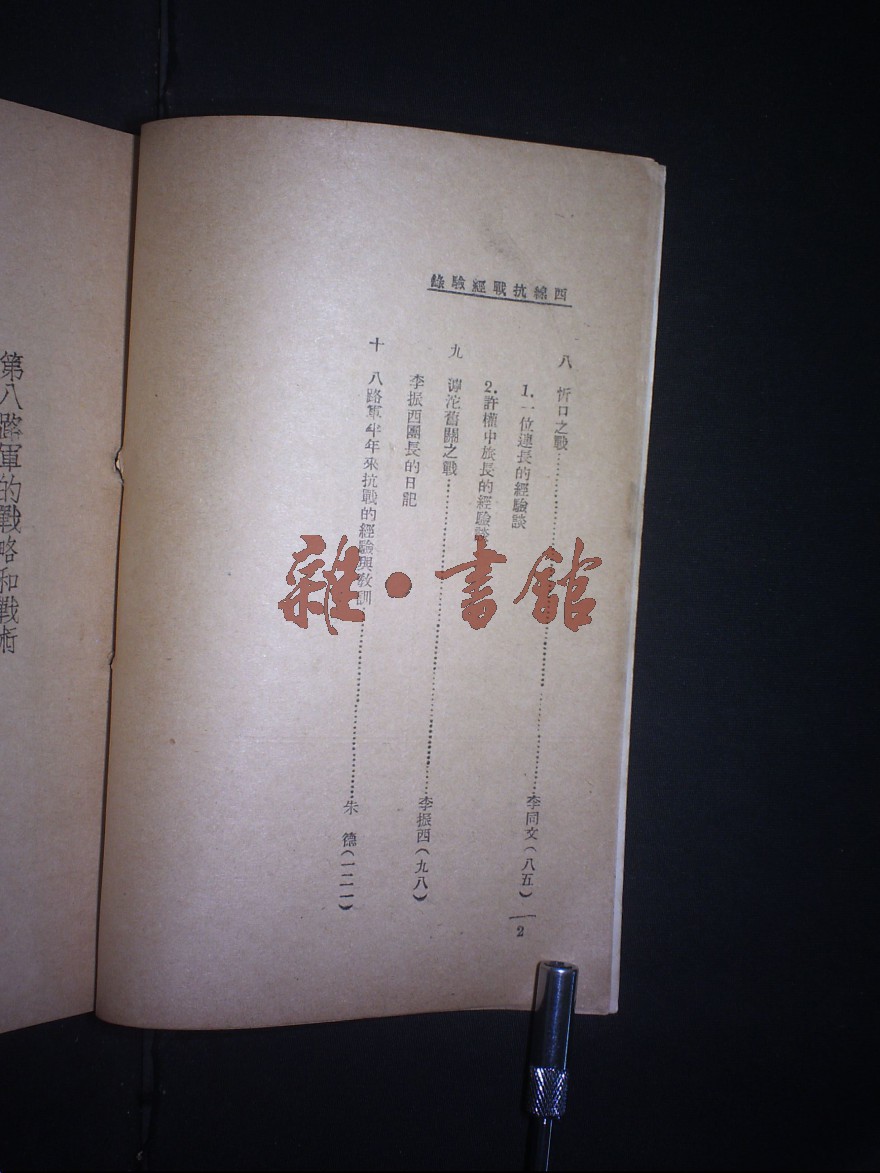 西線抗戰經驗錄
八 忻口之戰……李同文(八五)
1.一位連長的經驗談
2.許權中旅長的經驗談
九 滹沱舊關之戰……李振西(九八)
李振西團長的日記
十 八路軍半年來抗戰的經驗與教訓……朱 德(一二一)
2
第八路軍的戰略和戰術
雜·書館